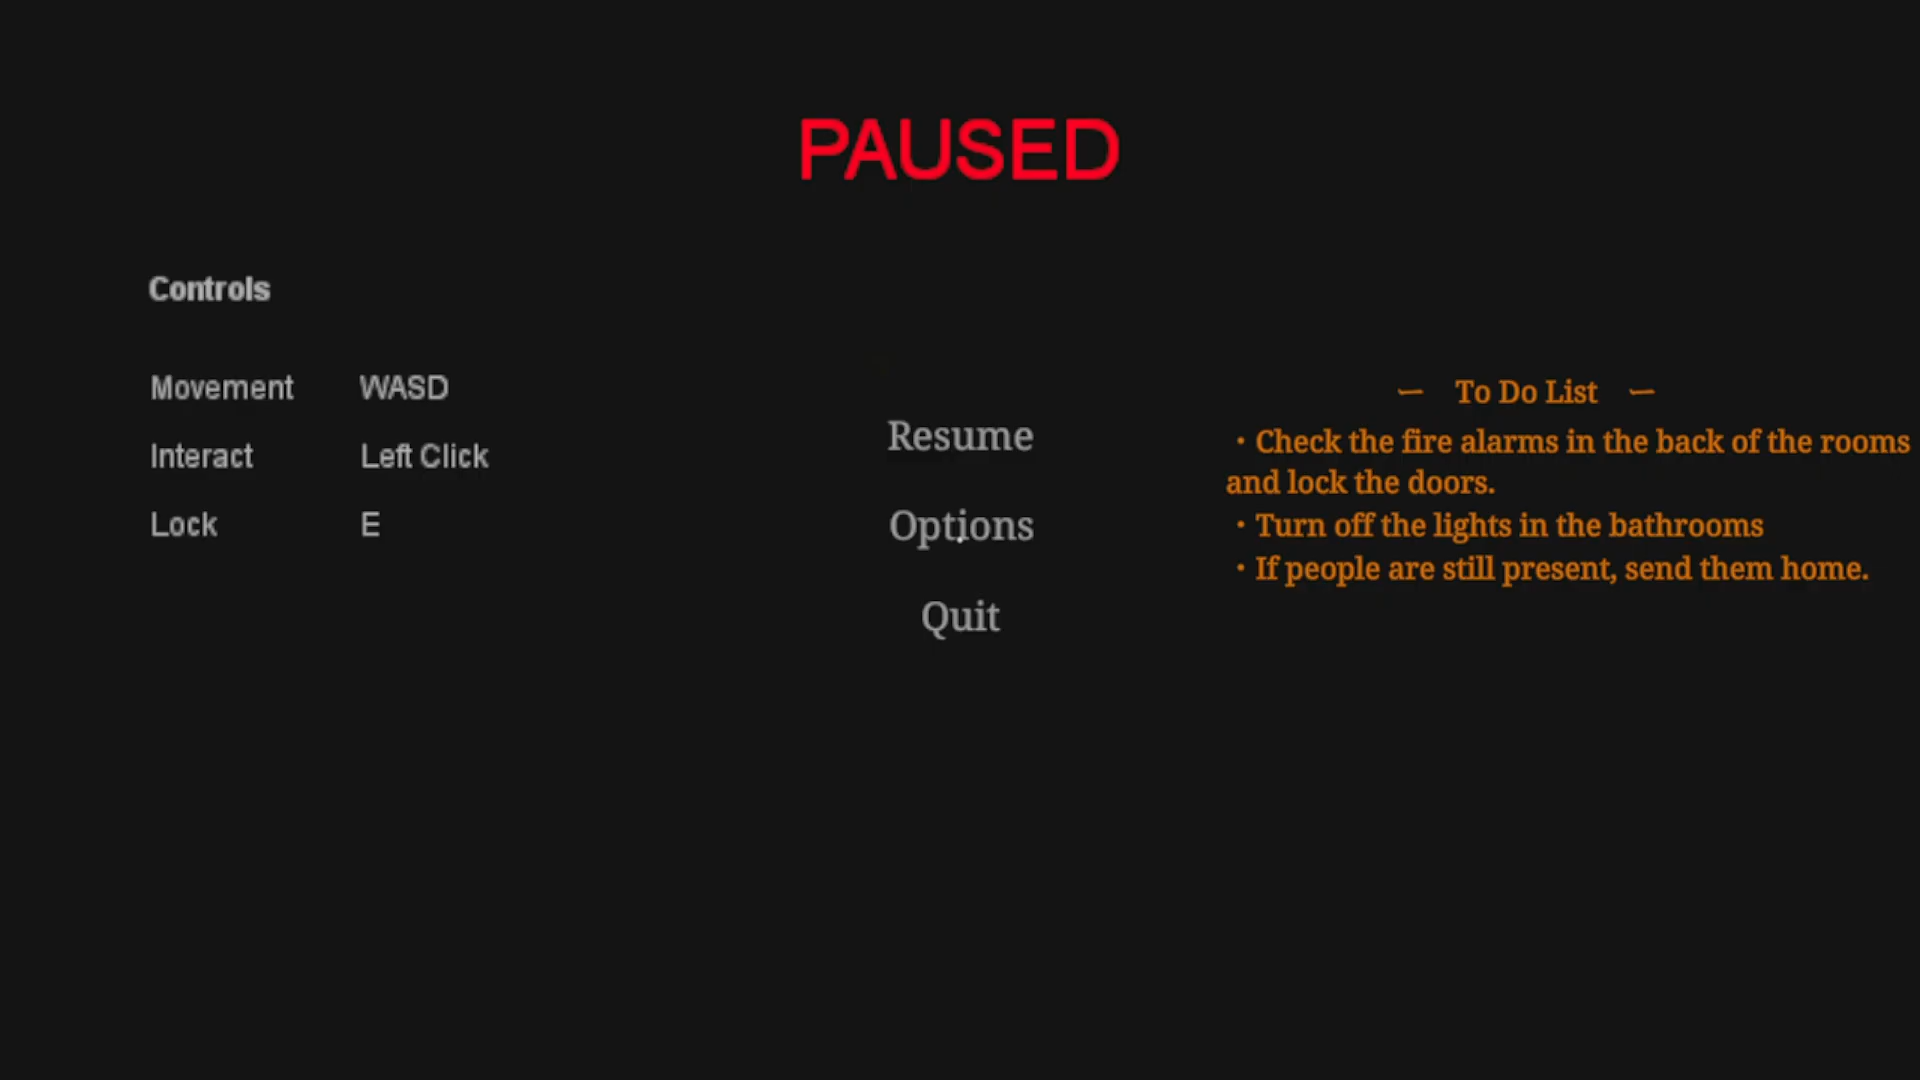 PAUSED
Controls
Movement WASD
Interact Left Click
Lock E
Resume
Options
Quit
一 To Do List 一
・Check the fire alarms in the back of the rooms
and lock the doors.
・Turn off the lights in the bathrooms
・If people are still present, send them home.